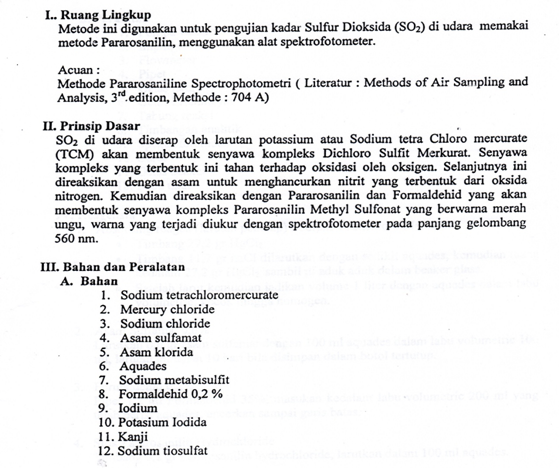 I.. Ruang Lingkup
Metode ini digunakan untuk pengujian kadar Sulfur Dioksida (SO₂) di udara memakai
metode Pararosanilin, menggunakan alat spektrofotometer.
Acuan :
Methode Pararosaniline Spectrophotometri ( Literatur : Methods of Air Sampling and
Analysis, 3rd edition, Methode : 704 A)
II. Prinsip Dasar
SO₂ di udara diserap oleh larutan potassium atau Sodium tetra Chloro mercurate
(TCM) akan membentuk senyawa kompleks Dichloro Sulfit Merkurat. Senyawa
kompleks yang terbentuk ini tahan terhadap oksidasi oleh oksigen. Selanjutnya ini
direaksikan dengan asam untuk menghancurkan nitrit yang terbentuk dari oksida
nitrogen. Kemudian direaksikan dengan Pararosanilin dan Formaldehid yang akan
membentuk senyawa kompleks Pararosanilin Methyl Sulfonat yang berwarna merah
ungu, warna yang terjadi diukur dengan spektrofotometer pada panjang gelombang
560 nm.
III. Bahan dan Peralatan
A. Bahan
1. Sodium tetrachloromercurate
2. Mercury chloride
3. Sodium chloride
4. Asam sulfamat
5. Asam klorida
6. Aquades
7. Sodium metabisulfit
8. Formaldehid 0,2 %
9. Iodium
10. Potasium Iodida
11. Kanji
12. Sodium tiosulfat